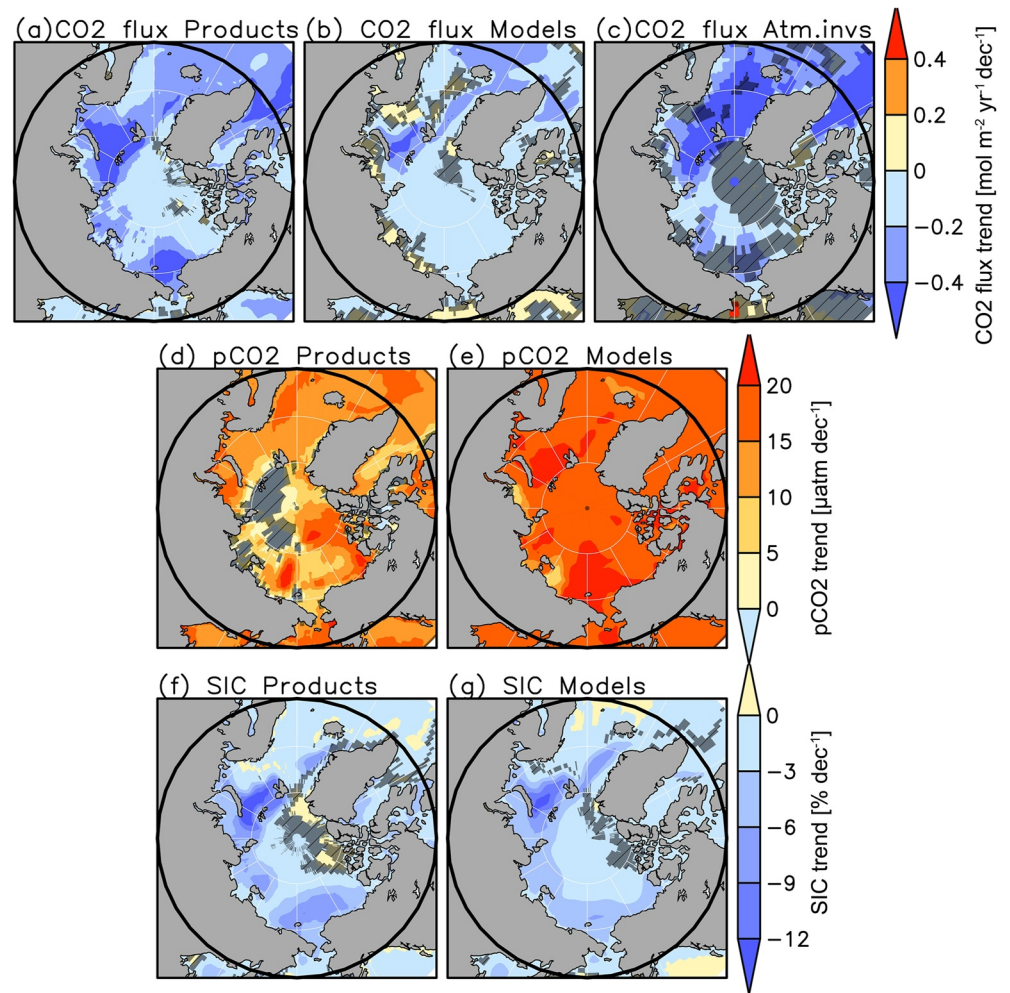 (a)CO2 flux Products
(b) CO2 flux Models
(c)CO2 flux Atm.invs
0.4
0.2
0
−0.2
−0.4
CO2 flux trend [mol m⁻² yr⁻¹ dec⁻¹]
(d) pCO2 Products
(e) pCO2 Models
20
15
10
5
0
pCO2 trend [µatm dec⁻¹]
(f) SIC Products
(g) SIC Models
0
−3
−6
−9
−12
SIC trend [% dec⁻¹]